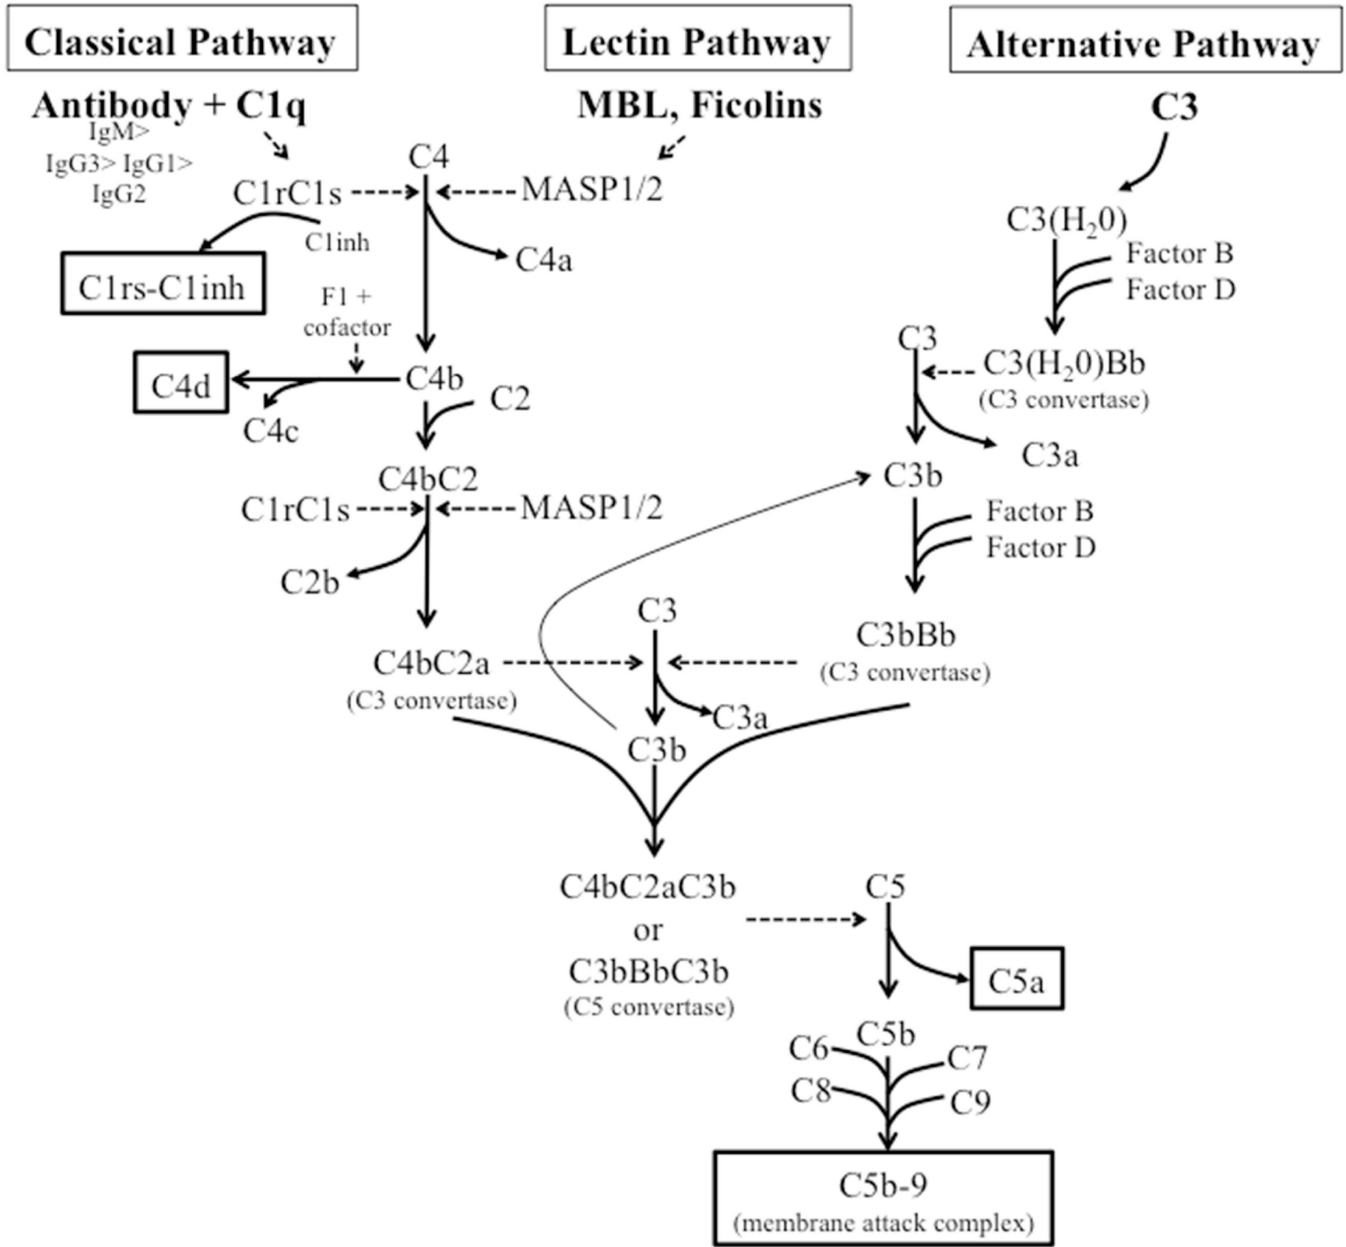 Classical Pathway
Lectin Pathway
Alternative Pathway
Antibody + C1q
MBL, Ficolins
C3
IgM>
IgG3> IgG1>
IgG2
C4
C1rC1s
MASP1/2
C1inh
C4a
C1rs-C1inh
F1 +
cofactor
C3(H₂0)
Factor B
Factor D
C4d
C4b
C4c
C2
C3
C3(H₂0)Bb
(C3 convertase)
C3a
C3b
C4bC2
C1rC1s
MASP1/2
C2b
Factor B
Factor D
C3
C3bBb
(C3 convertase)
C4bC2a
(C3 convertase)
C3a
C3b
C4bC2aC3b
or
C3bBbC3b
(C5 convertase)
C5
C5a
C5b
C6
C7
C8
C9
C5b-9
(membrane attack complex)